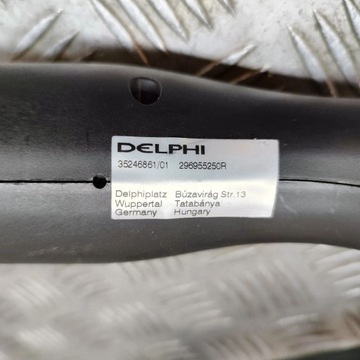 DELPHI
35246861/01 296955250R
Delphiplatz Búzavirág Str.13
Wuppertal Tatabánya
Germany Hungary